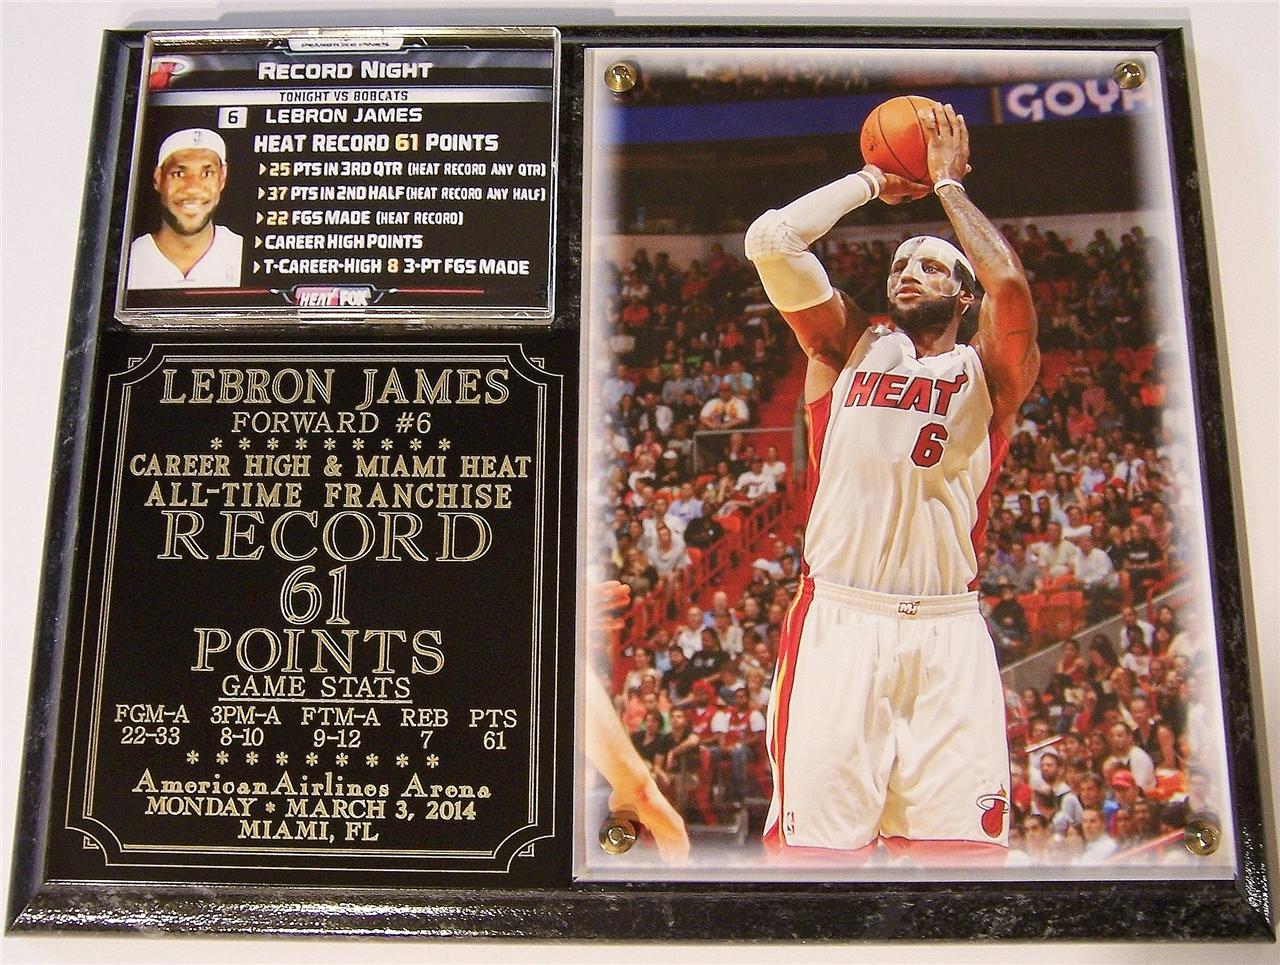 RECORD NIGHT
TONIGHT VS BOBCATS
6 LEBRON JAMES
HEAT RECORD 61 POINTS
25 PTS IN 3RD QTR (HEAT RECORD ANY QTR)
37 PTS IN 2ND HALF (HEAT RECORD ANY HALF)
22 FGS MADE (HEAT RECORD)
CAREER HIGH POINTS
T-CAREER-HIGH 8 3-PT FGS MADE
HEAT FOX
LEBRON JAMES
FORWARD #6
* * * * * * * * *
CAREER HIGH & MIAMI HEAT
ALL-TIME FRANCHISE
RECORD
61
POINTS
GAME STATS
FGM-A 3PM-A FTM-A REB PTS
22-33 8-10 9-12 7 61
* * * * * * * * *
AmericanAirlines Arena
MONDAY * MARCH 3, 2014
MIAMI, FL
GOYA
HEAT
6